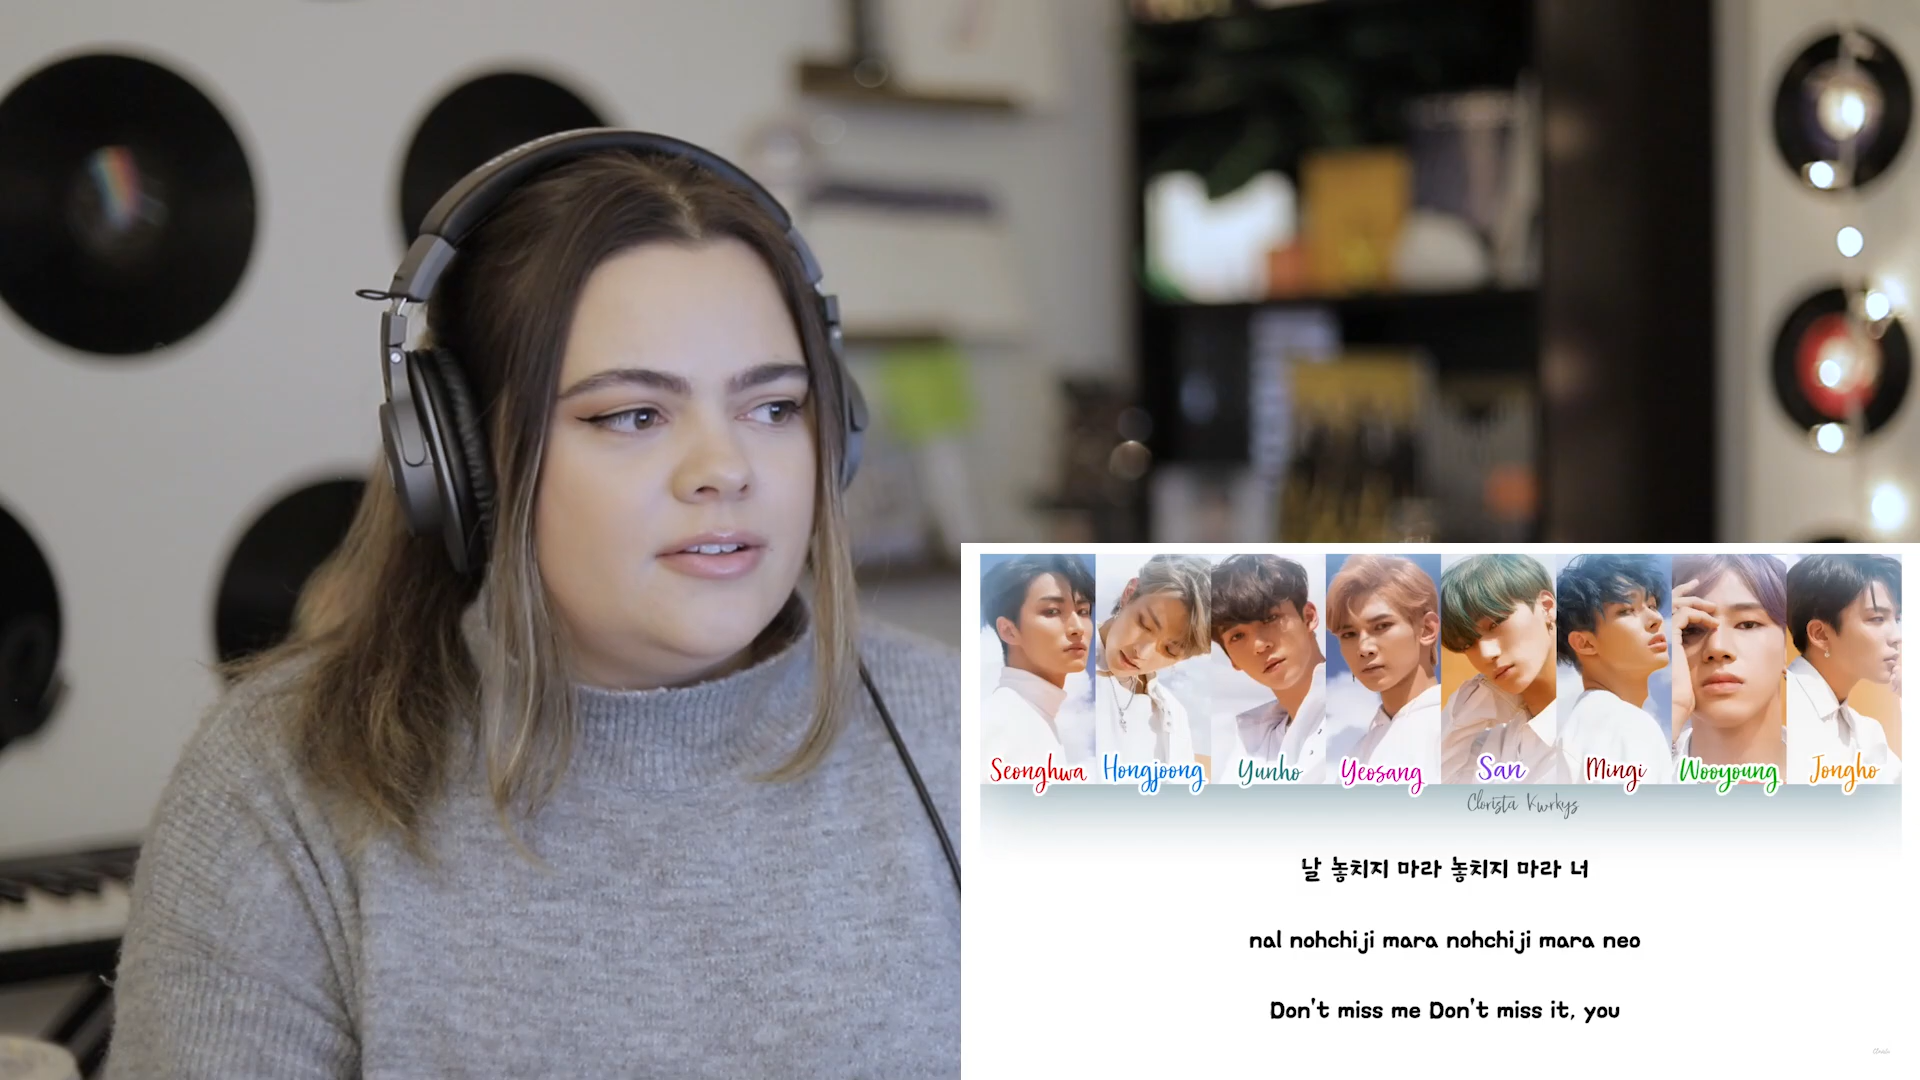 Seonghwa Hongjoong Yunho Yeosang San Mingi Wooyoung Jongho
Clorista Kwrkys
날 놓치지 마라 놓치지 마라 너
nal nohchiji mara nohchiji mara neo
Don't miss me Don't miss it, you